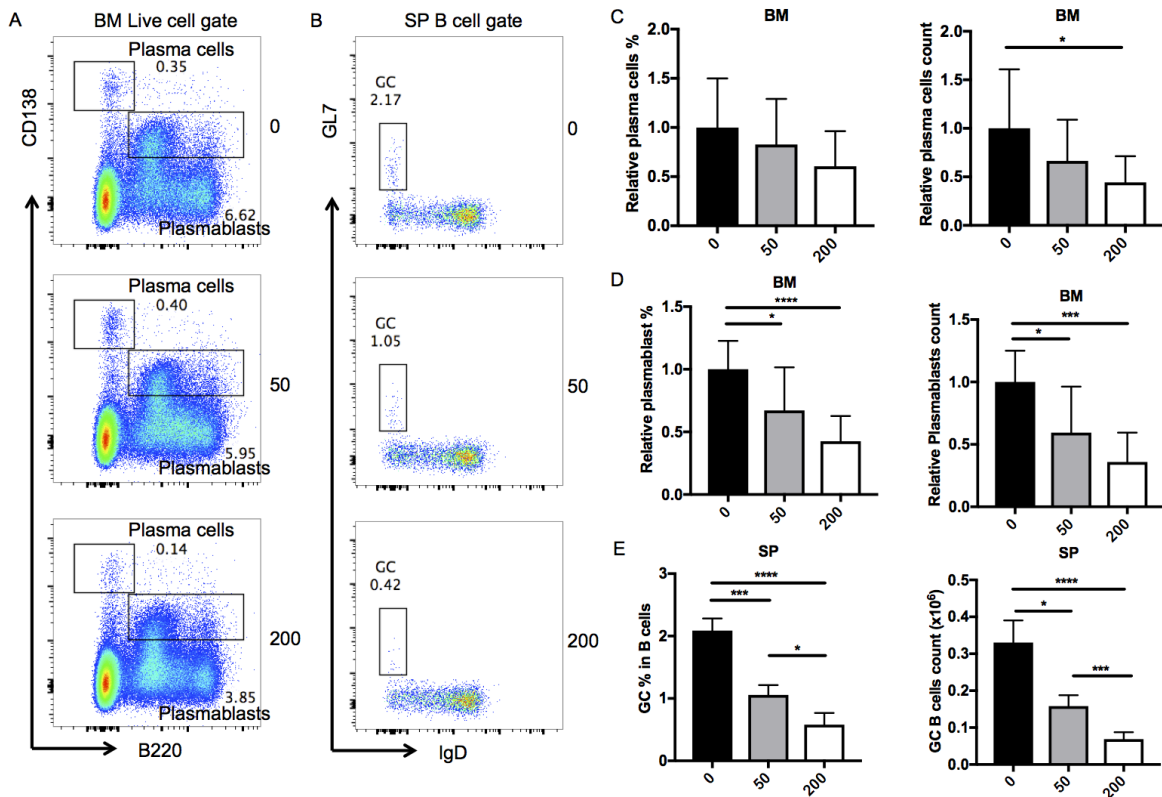 A
BM Live cell gate
Plasma cells
0.35
0
6.62
Plasmablasts
Plasma cells
0.40
50
5.95
Plasmablasts
Plasma cells
0.14
200
3.85
Plasmablasts
CD138
B220
B
SP B cell gate
GC
2.17
0
GC
1.05
50
GC
0.42
200
GL7
IgD
C
BM
Relative plasma cells %
2.0
1.5
1.0
0.5
0.0
0
50
200
BM
Relative plasma cells count
2.0
1.5
1.0
0.5
0.0
*
0
50
200
D
BM
Relative plasmablast %
1.5
1.0
0.5
0.0
****
*
0
50
200
BM
Relative Plasmablasts count
1.5
1.0
0.5
0.0
***
*
0
50
200
E
SP
GC % in B cells
3
2
1
0
****
***
*
0
50
200
SP
GC B cells count (x10⁶)
0.5
0.4
0.3
0.2
0.1
0.0
****
*
***
0
50
200